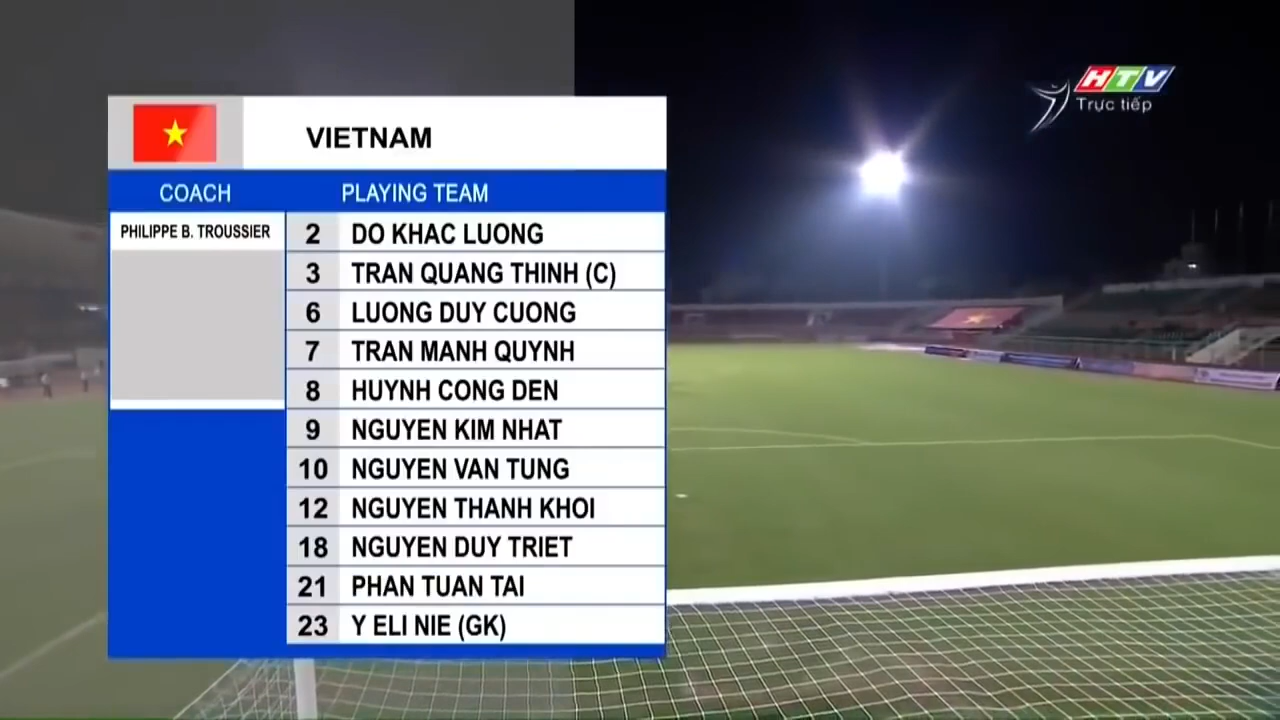 HTV
Trực tiếp
VIETNAM
COACH PLAYING TEAM
PHILIPPE B. TROUSSIER
2 DO KHAC LUONG
3 TRAN QUANG THINH (C)
6 LUONG DUY CUONG
7 TRAN MANH QUYNH
8 HUYNH CONG DEN
9 NGUYEN KIM NHAT
10 NGUYEN VAN TUNG
12 NGUYEN THANH KHOI
18 NGUYEN DUY TRIET
21 PHAN TUAN TAI
23 Y ELI NIE (GK)